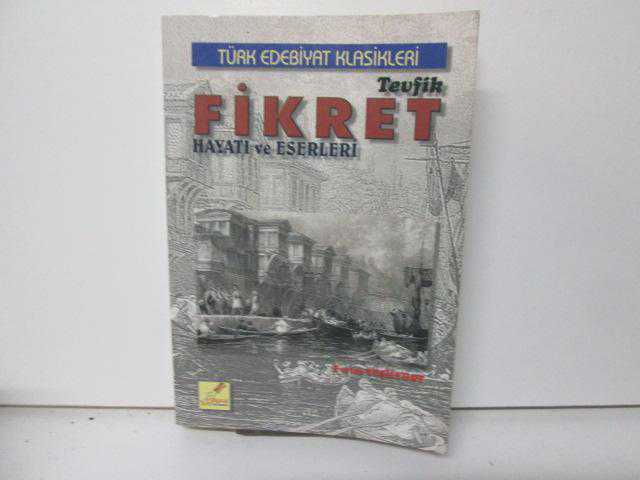 TÜRK EDEBİYAT KLASİKLERİ
Tevfik
FİKRET
HAYATI ve ESERLERİ